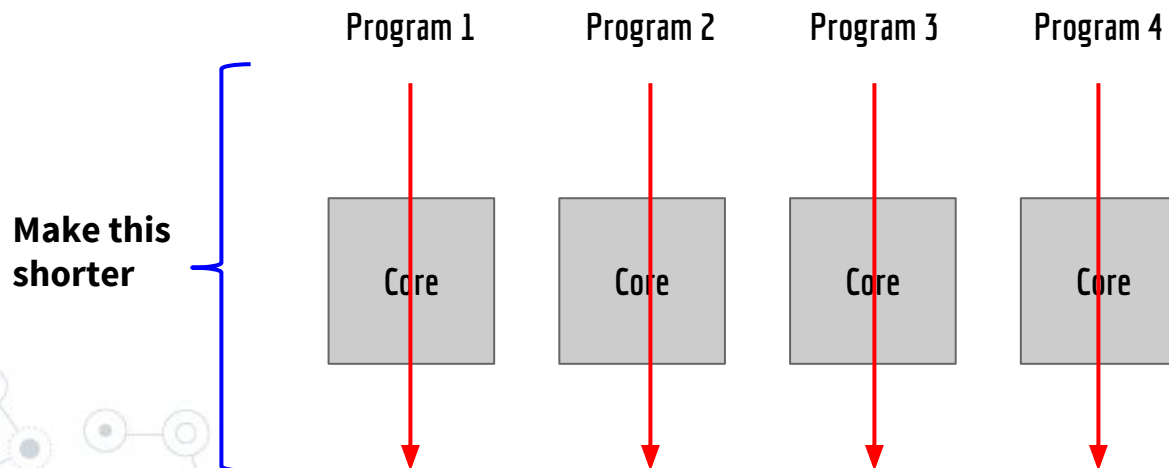 Program 1
Program 2
Program 3
Program 4
Make this
shorter
Core
Core
Core
Core